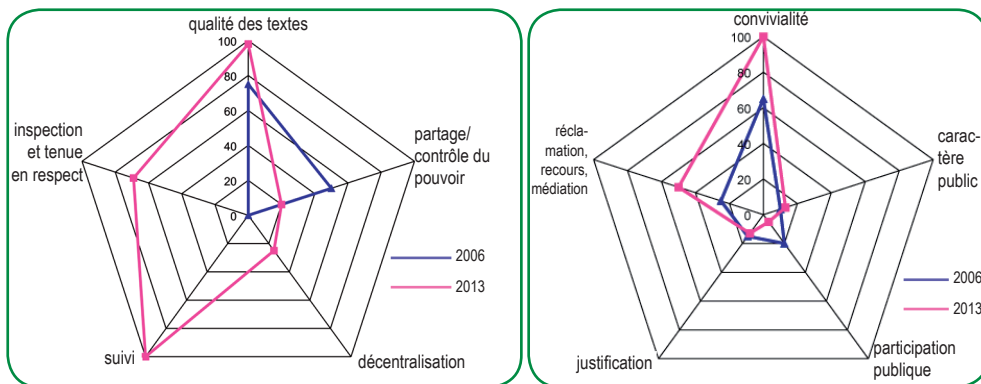 qualité des textes
100
80
60
40
20
0
partage/
contrôle du
pouvoir
inspection
et tenue
en respect
2006
2013
suivi
décentralisation
convivialité
100
80
60
40
20
0
récla-
mation,
recours,
médiation
carac-
tère
public
2006
2013
justification
participation
publique